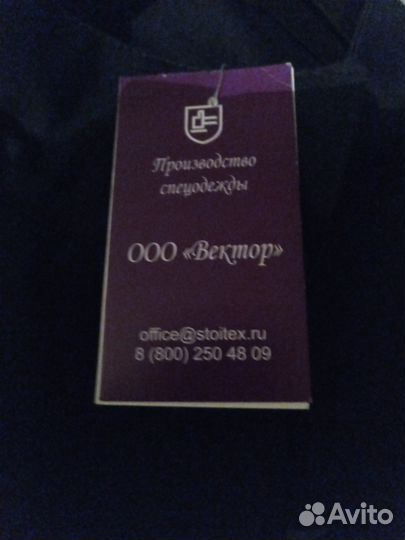 Производство
спецодежды
ООО «Вектор»
office@stoitex.ru
8 (800) 250 48 09
Avito